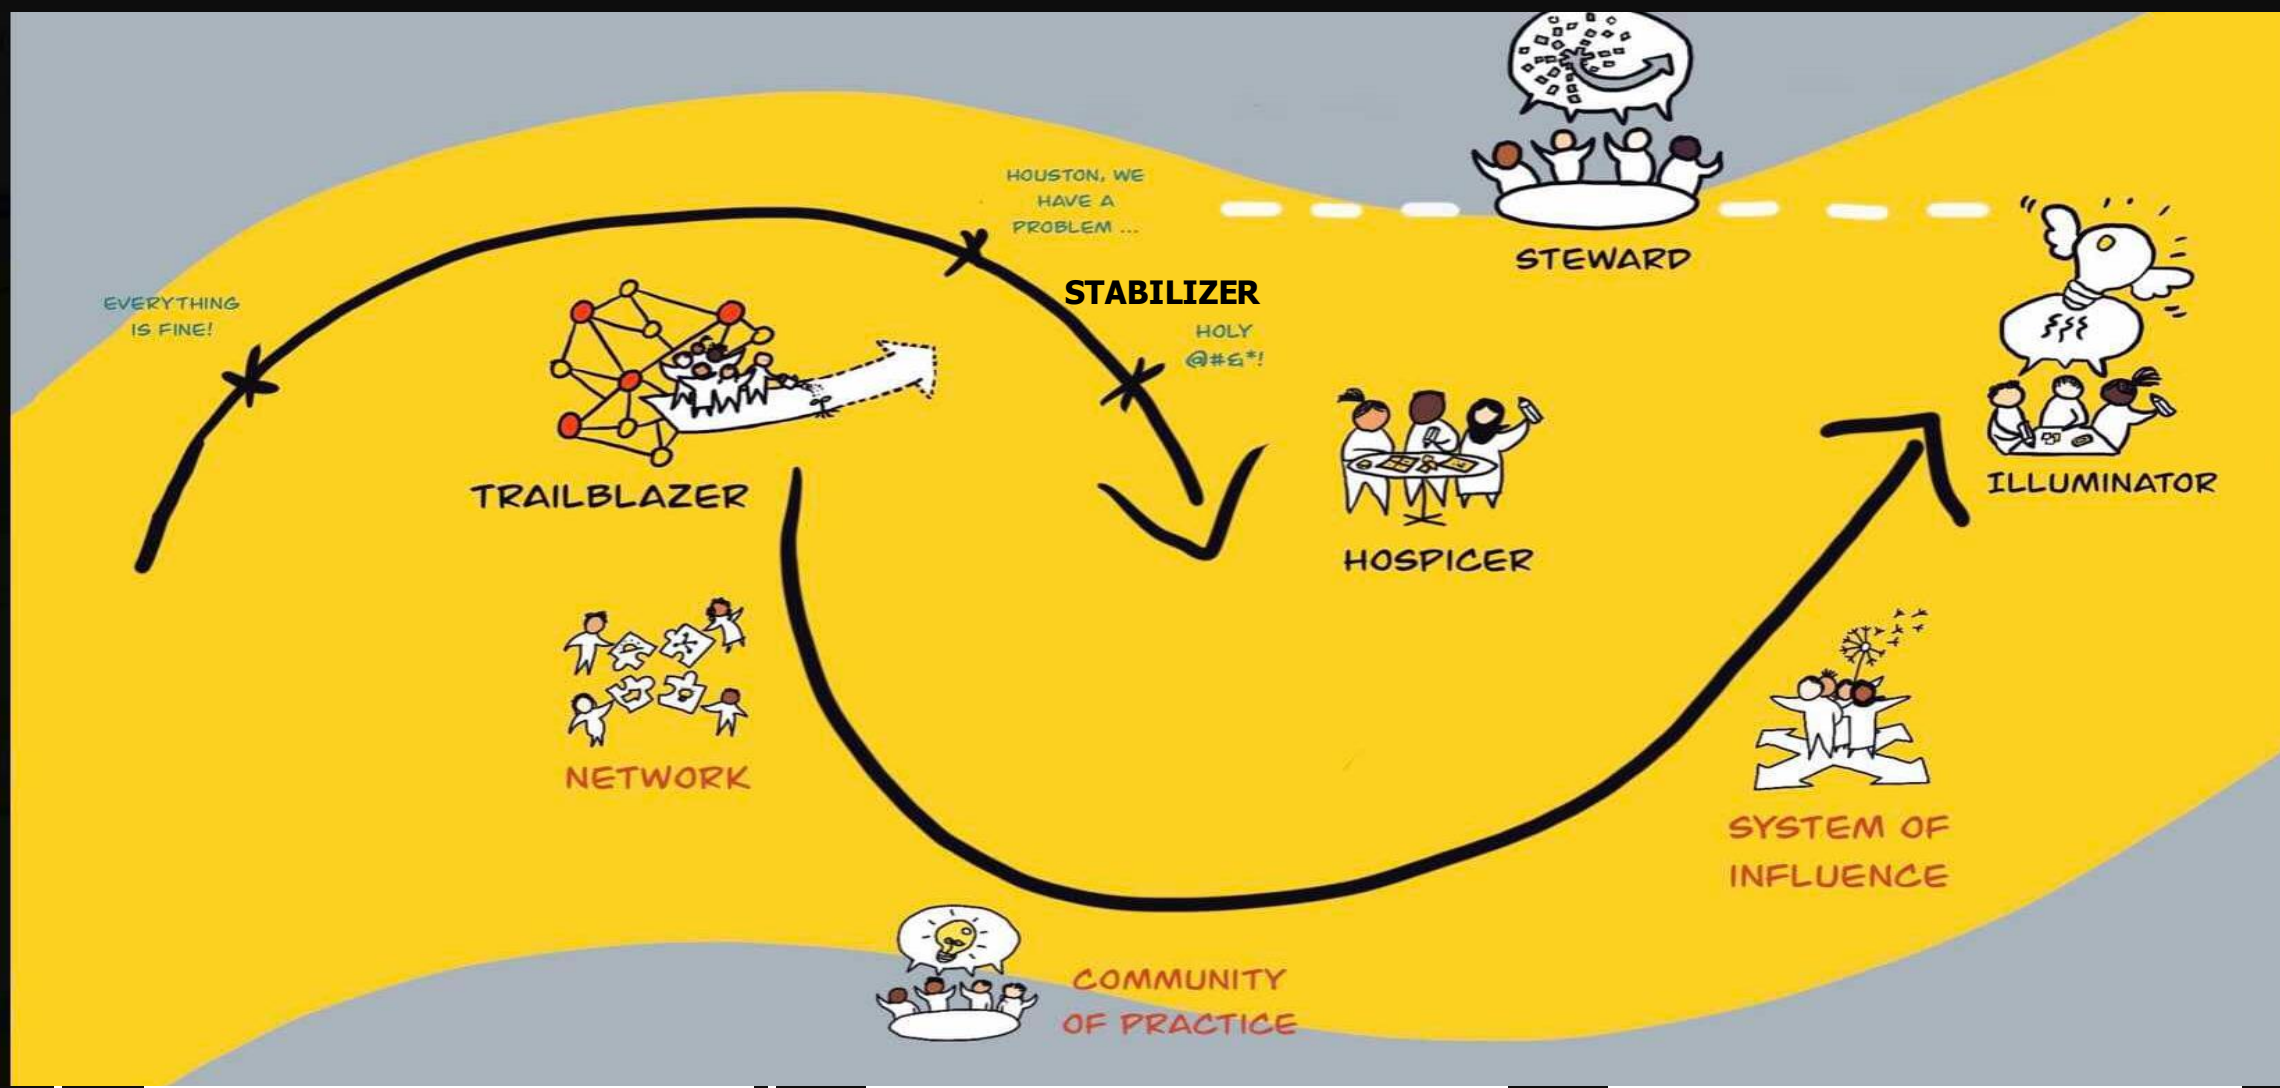 HOUSTON, WE
HAVE A
PROBLEM ...
STEWARD
EVERYTHING
IS FINE!
STABILIZER
HOLY
@#&*!
TRAILBLAZER
HOSPICER
ILLUMINATOR
NETWORK
SYSTEM OF
INFLUENCE
COMMUNITY
OF PRACTICE